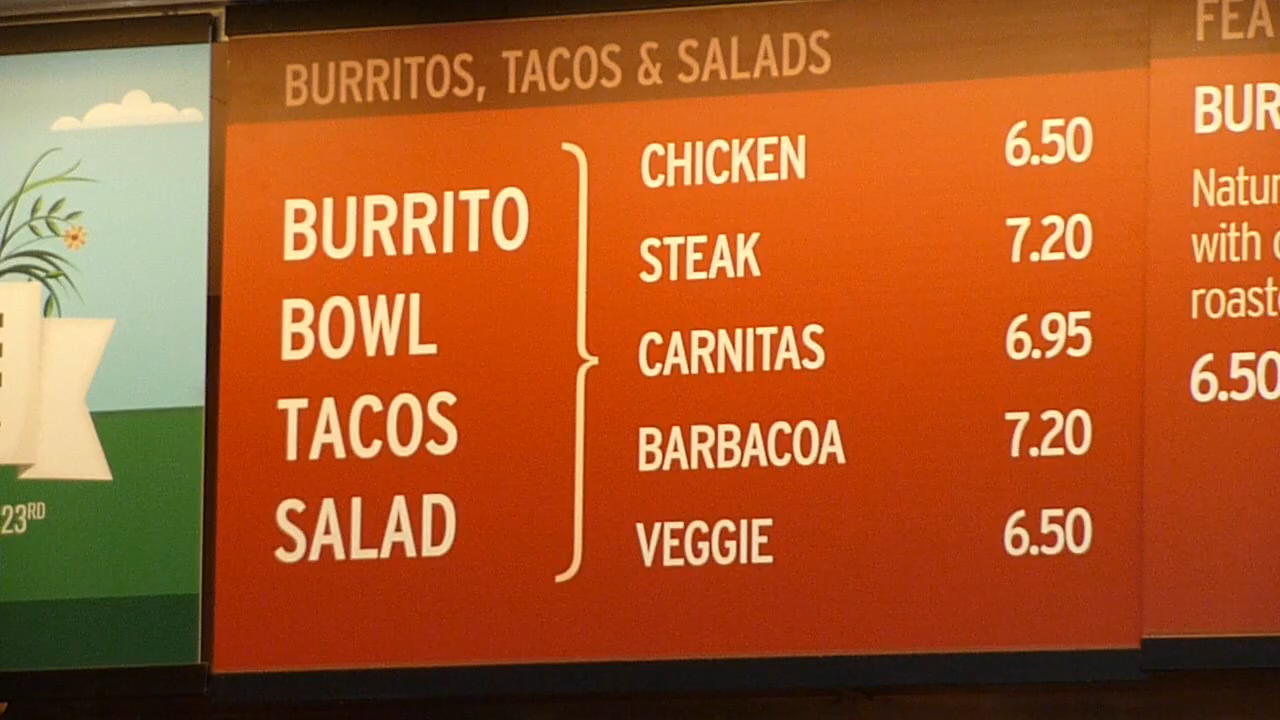 BURRITOS, TACOS & SALADS
BURRITO
BOWL
TACOS
SALAD
CHICKEN 6.50
STEAK 7.20
CARNITAS 6.95
BARBACOA 7.20
VEGGIE 6.50
23RD
with
6.50